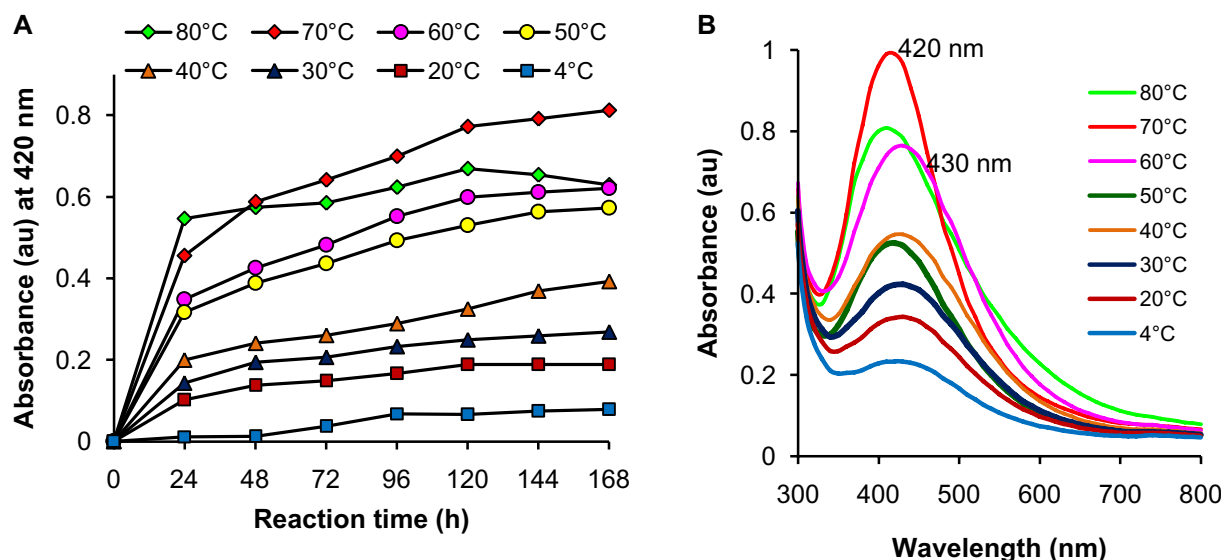 A
80°C 70°C 60°C 50°C
40°C 30°C 20°C 4°C
Absorbance (au) at 420 nm
0.8
0.6
0.4
0.2
0
0 24 48 72 96 120 144 168
Reaction time (h)
B
Absorbance (au)
1
0.8
0.6
0.4
0.2
0
420 nm
430 nm
80°C
70°C
60°C
50°C
40°C
30°C
20°C
4°C
300 400 500 600 700 800
Wavelength (nm)